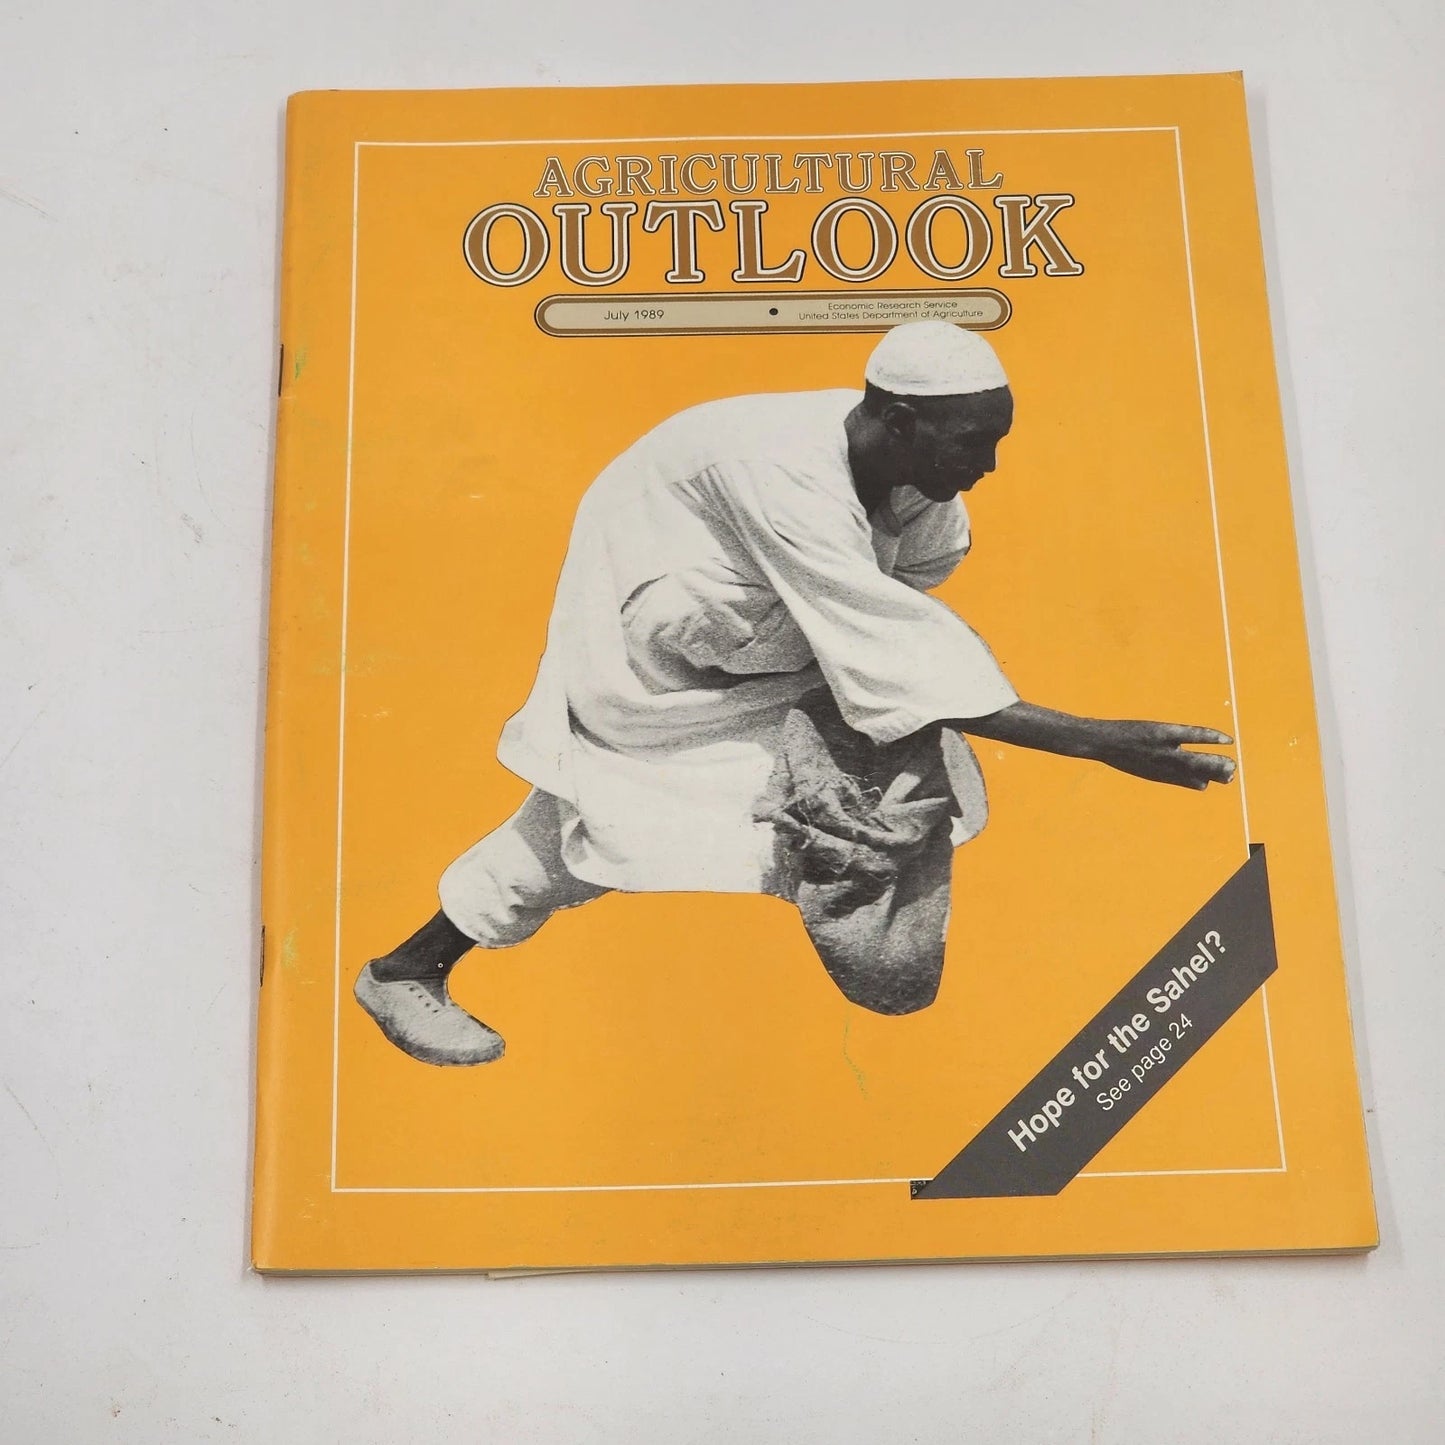 AGRICULTURAL
OUTLOOK
July 1989 • Economic Research Service
United States Department of Agriculture
Hope for the Sahel?
See page 24